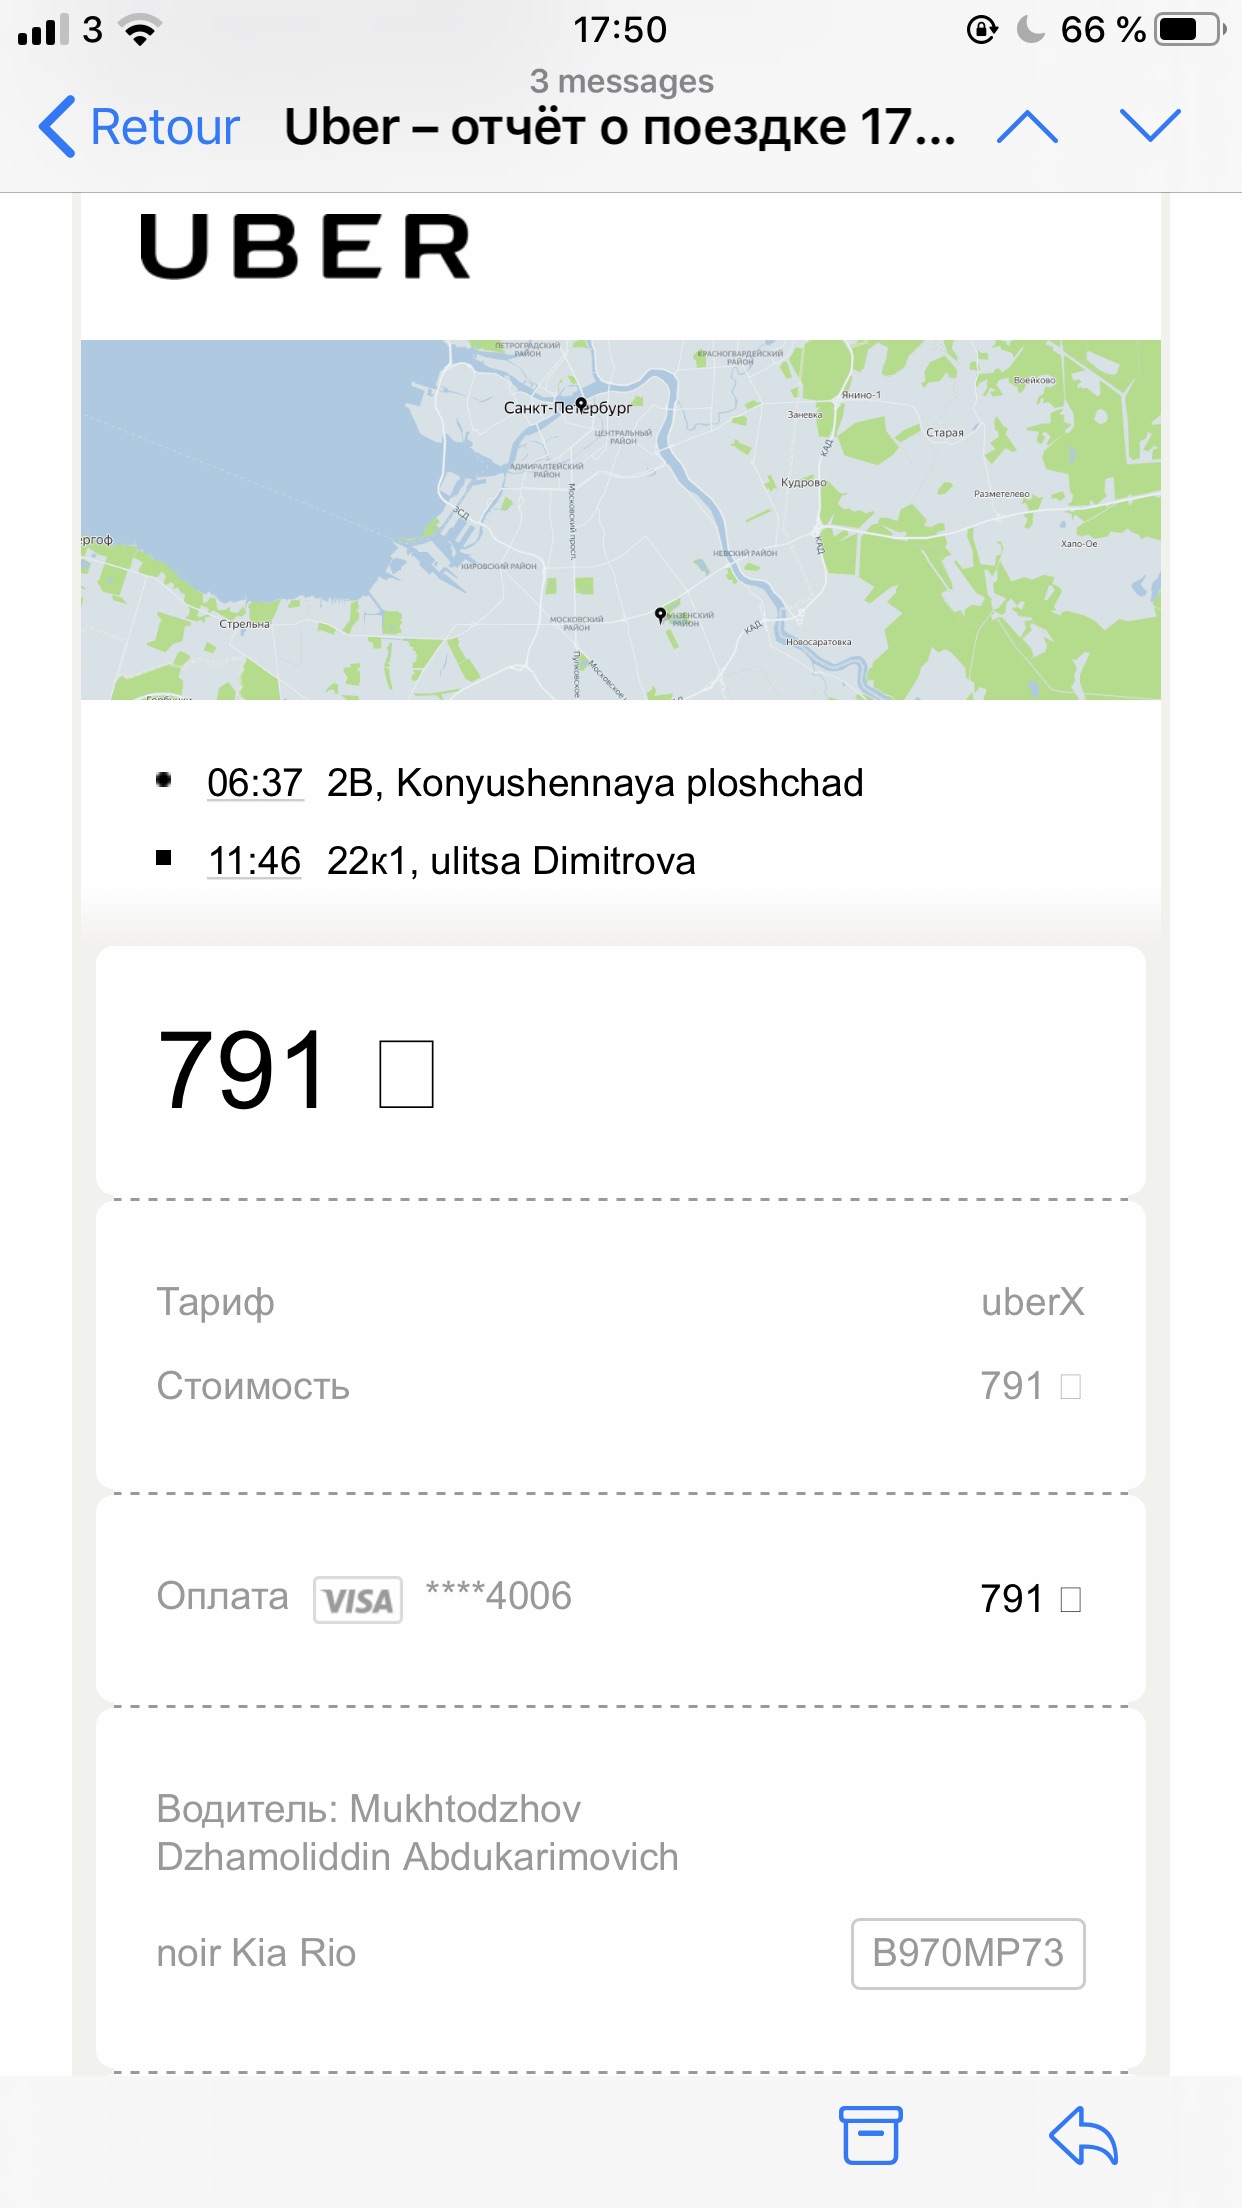 3 17:50 66 %
3 messages
Retour Uber – отчёт о поездке 17...
UBER
ПЕТРОГРАДСКИЙ РАЙОН
КРАСНОГВАРДЕЙСКИЙ РАЙОН
Воейково
Янино-1
Санкт-Петербург
Заневка
ЦЕНТРАЛЬНЫЙ РАЙОН
Старая
КАД
АДМИРАЛТЕЙСКИЙ РАЙОН
Кудрово
Разметелево
ЗСД
Московский просп.
ргоф
КАД
Хапо-Ое
НЕВСКИЙ РАЙОН
КИРОВСКИЙ РАЙОН
Стрельна
МОСКОВСКИЙ РАЙОН
УНЗЕНСКИЙ РАЙОН
КАД
Новосаратовка
Пулковское
Московское
06:37 2В, Konyushennaya ploshchad
11:46 22к1, ulitsa Dimitrova
791
Тариф uberX
Стоимость 791
Оплата VISA ****4006 791
Водитель: Mukhtodzhov
Dzhamoliddin Abdukarimovich
noir Kia Rio B970MP73